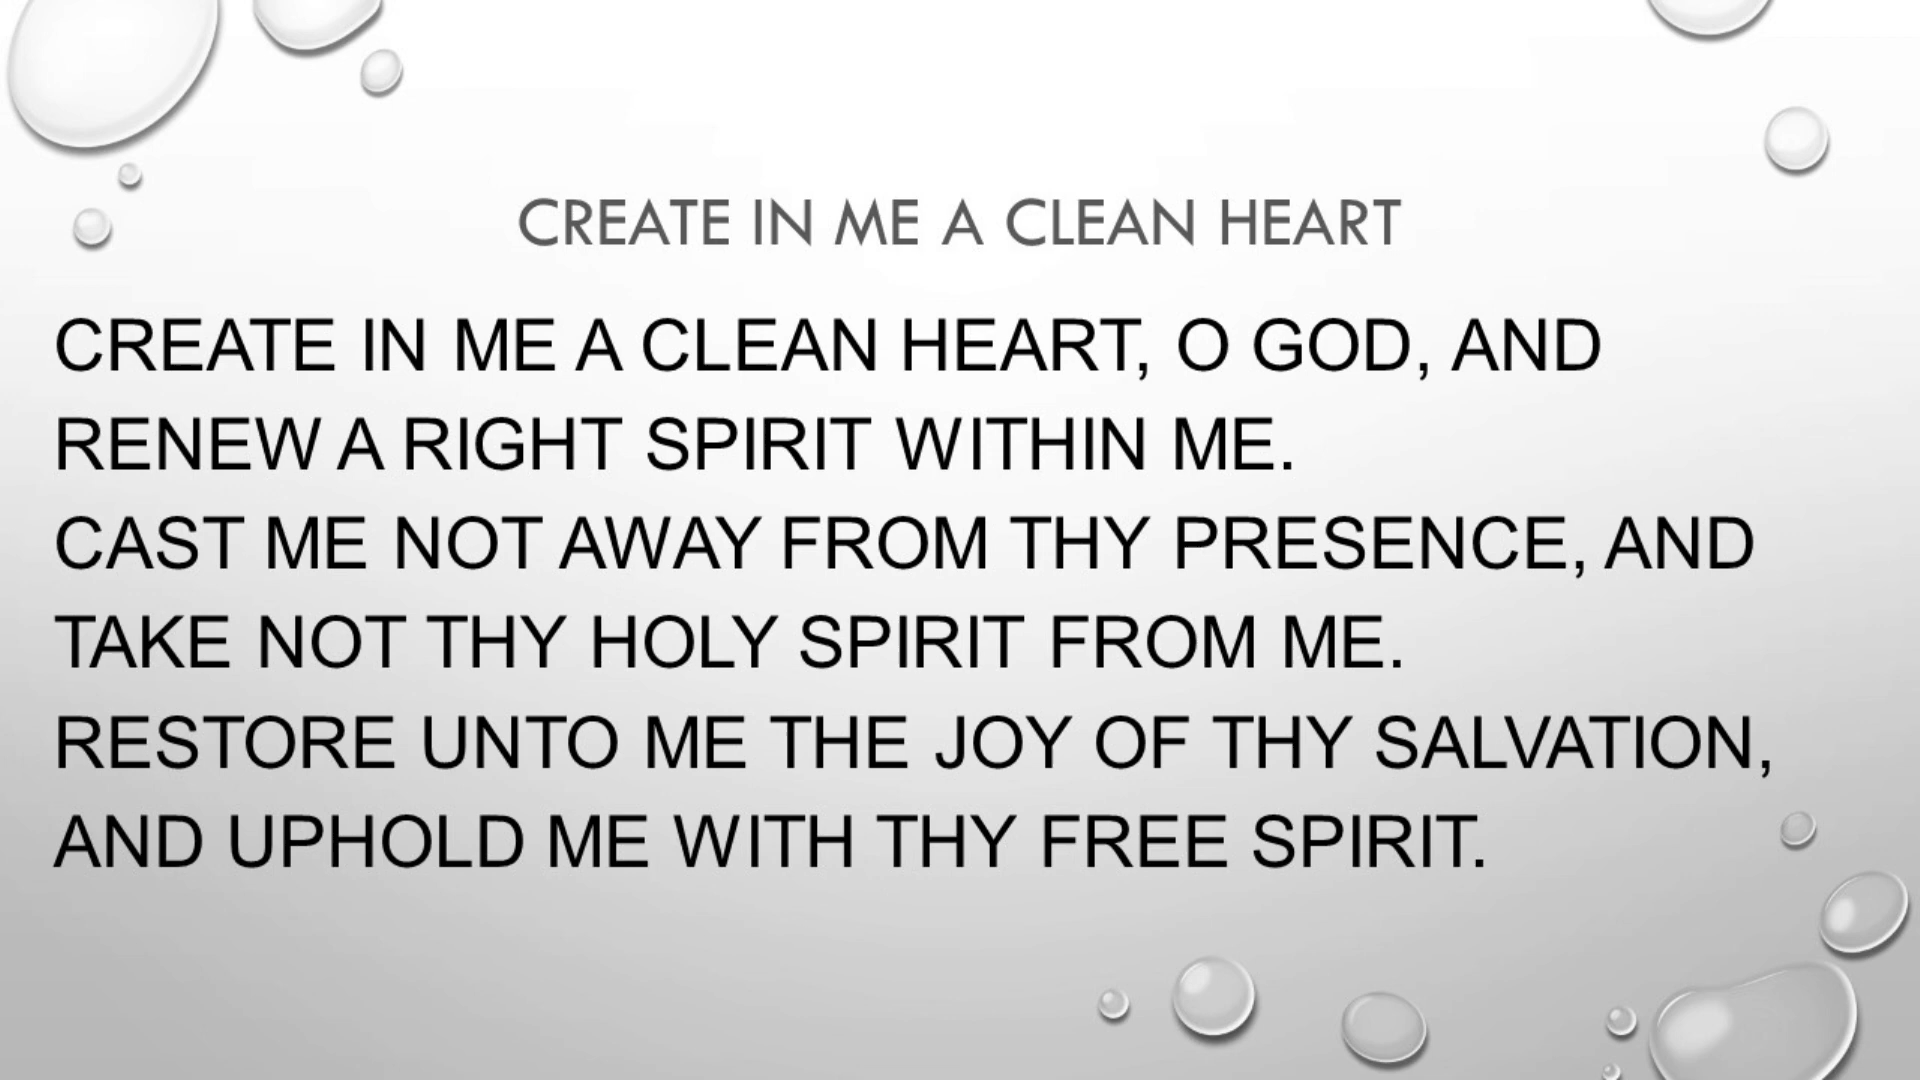 CREATE IN ME A CLEAN HEART
CREATE IN ME A CLEAN HEART, O GOD, AND
RENEW A RIGHT SPIRIT WITHIN ME.
CAST ME NOT AWAY FROM THY PRESENCE, AND
TAKE NOT THY HOLY SPIRIT FROM ME.
RESTORE UNTO ME THE JOY OF THY SALVATION,
AND UPHOLD ME WITH THY FREE SPIRIT.